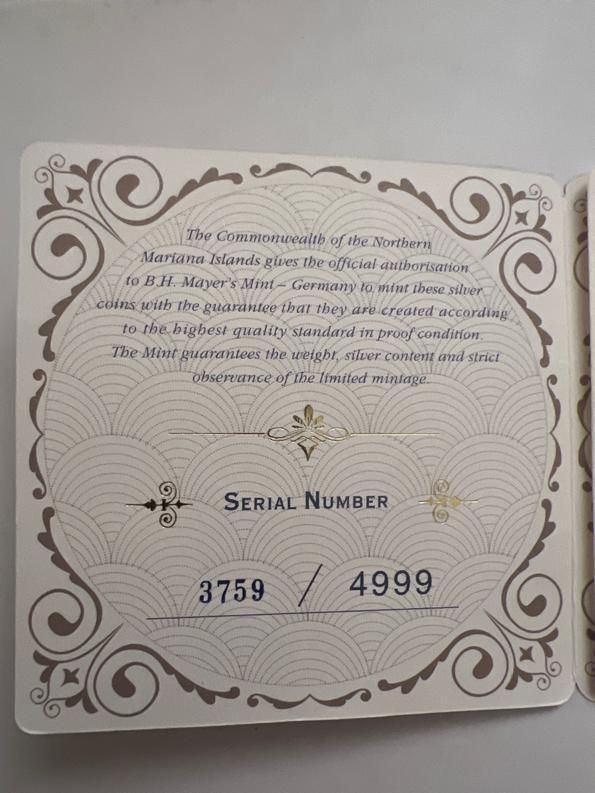 The Commonwealth of the Northern
Mariana Islands gives the official authorisation
to B.H. Mayer's Mint – Germany to mint these silver
coins with the guarantee that they are created according
to the highest quality standard in proof condition.
The Mint guarantees the weight, silver content and strict
observance of the limited mintage.
SERIAL NUMBER
3759 / 4999